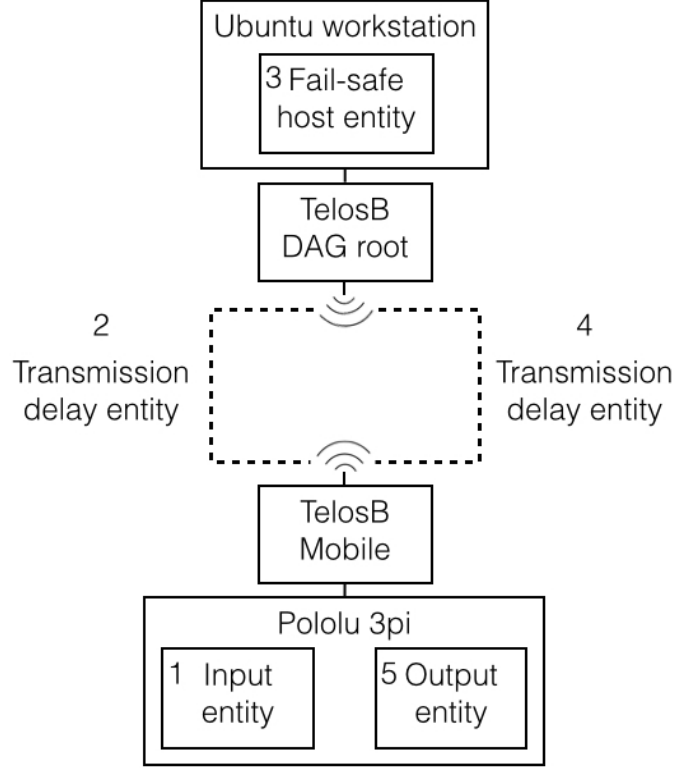 Ubuntu workstation
3 Fail-safe
host entity
TelosB
DAG root
2
Transmission
delay entity
4
Transmission
delay entity
TelosB
Mobile
Pololu 3pi
1 Input
entity
5 Output
entity